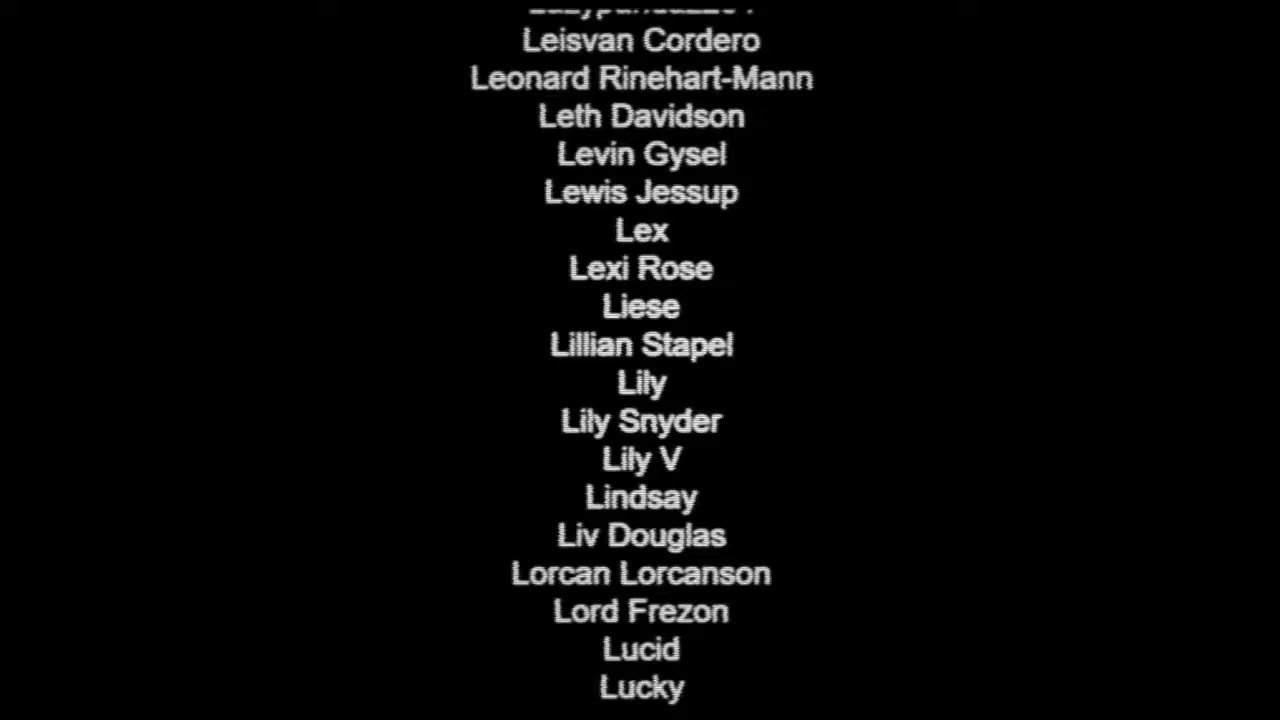 Leisvan Cordero
Leonard Rinehart-Mann
Leth Davidson
Levin Gysel
Lewis Jessup
Lex
Lexi Rose
Liese
Lillian Stapel
Lily
Lily Snyder
Lily V
Lindsay
Liv Douglas
Lorcan Lorcanson
Lord Frezon
Lucid
Lucky